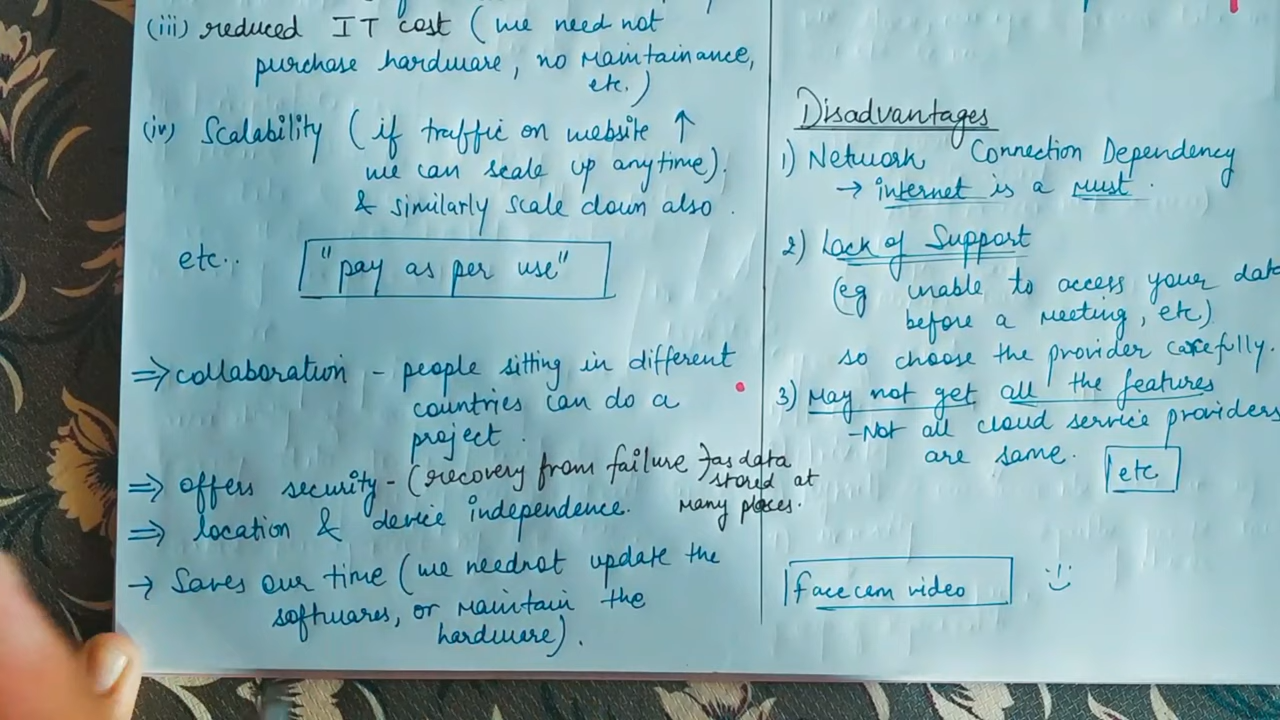 (iii) reduced IT cost (we need not
purchase hardware, no maintainance,
etc.)
(iv) Scalability (if traffic on website ↑
we can scale up anytime).
& similarly scale down also.
etc.. "pay as per use"
⇒ collaboration - people sitting in different
countries can do a
project.
⇒ offers security - (recovery from failure) as data
stored at
many places.
⇒ location & device independence.
→ Saves our time (we neednot update the
softwares, or maintain the
hardware).
Disadvantages
1) Network Connection Dependency
→ internet is a must.
2) Lack of Support
(eg unable to access your data
before a meeting, etc)
so choose the provider carefully.
3) May not get all the features
-Not all cloud service providers
are same.
etc
facecam video